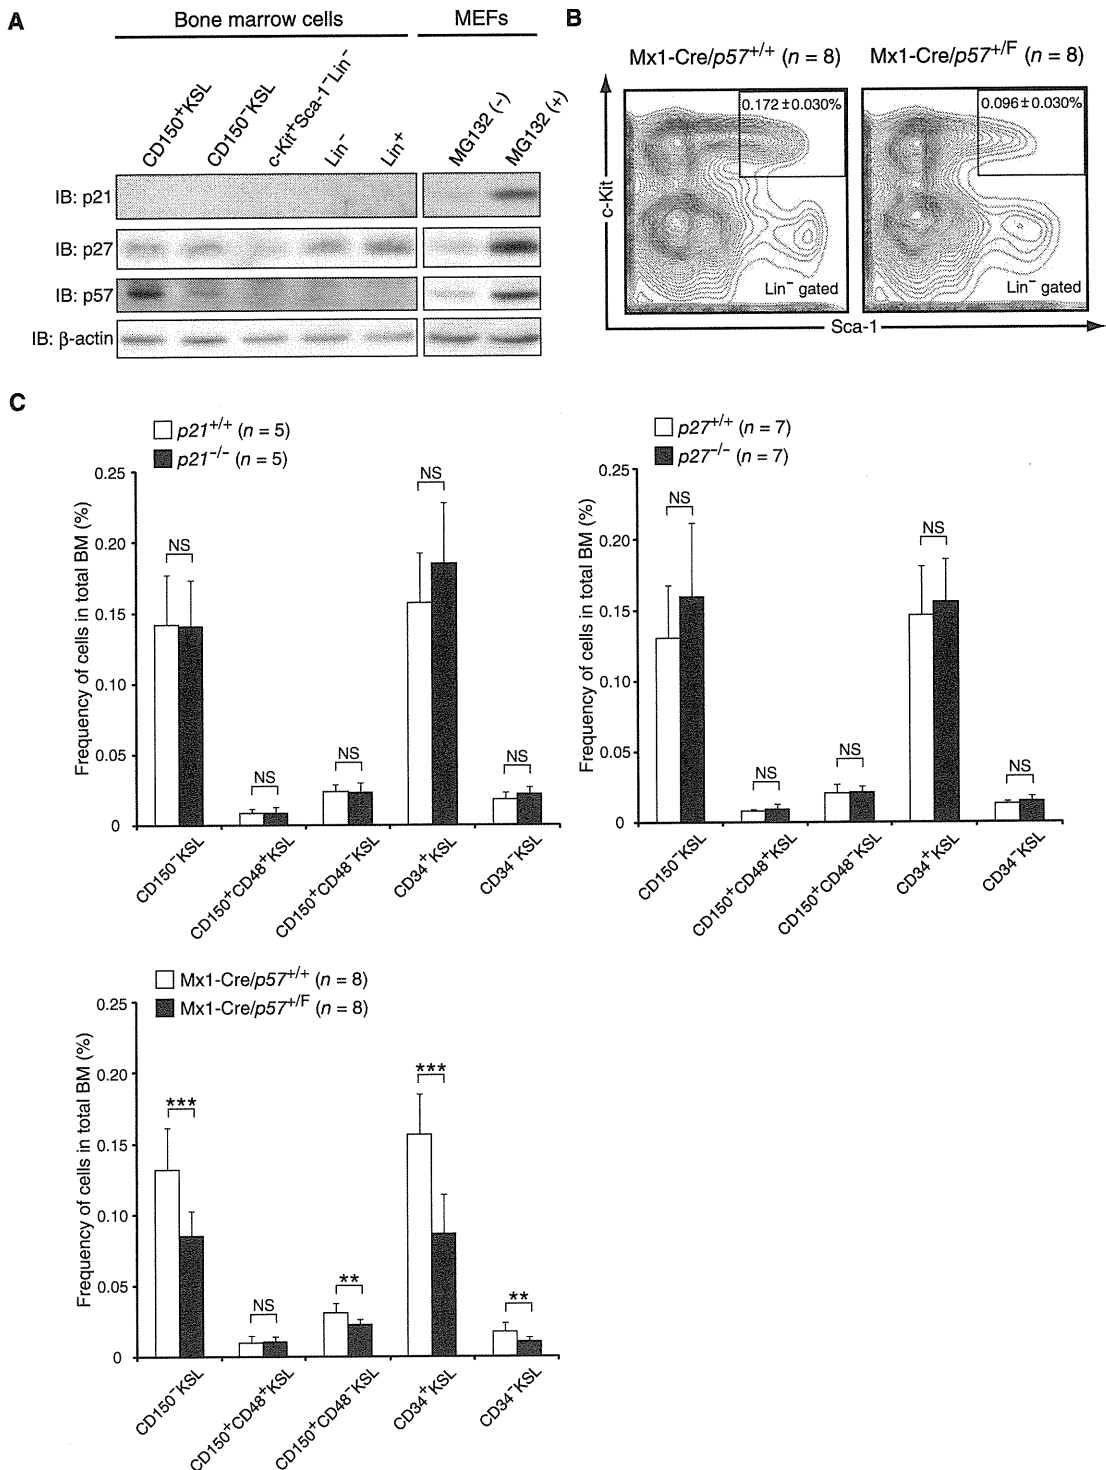 A
Bone marrow cells
MEFs
CD150⁺KSL
CD150⁻KSL
c-Kit⁺Sca-1⁻Lin⁻
Lin⁻
Lin⁺
MG132 (-)
MG132 (+)
IB: p21
IB: p27
IB: p57
IB: β-actin
B
Mx1-Cre/p57⁺/⁺ (n = 8)
Mx1-Cre/p57⁺/F (n = 8)
0.172±0.030%
0.096±0.030%
c-Kit
Lin⁻ gated
Lin⁻ gated
Sca-1
C
p21⁺/⁺ (n = 5)
p21⁻/⁻ (n = 5)
Frequency of cells in total BM (%)
0.25
0.20
0.15
0.10
0.05
0
NS
NS
NS
NS
NS
CD150⁻KSL
CD150⁺CD48⁺KSL
CD150⁺CD48⁻KSL
CD34⁺KSL
CD34⁻KSL
p27⁺/⁺ (n = 7)
p27⁻/⁻ (n = 7)
Frequency of cells in total BM (%)
0.25
0.20
0.15
0.10
0.05
0
NS
NS
NS
NS
NS
CD150⁻KSL
CD150⁺CD48⁺KSL
CD150⁺CD48⁻KSL
CD34⁺KSL
CD34⁻KSL
Mx1-Cre/p57⁺/⁺ (n = 8)
Mx1-Cre/p57⁺/F (n = 8)
Frequency of cells in total BM (%)
0.25
0.20
0.15
0.10
0.05
0
***
NS
**
***
**
CD150⁻KSL
CD150⁺CD48⁺KSL
CD150⁺CD48⁻KSL
CD34⁺KSL
CD34⁻KSL